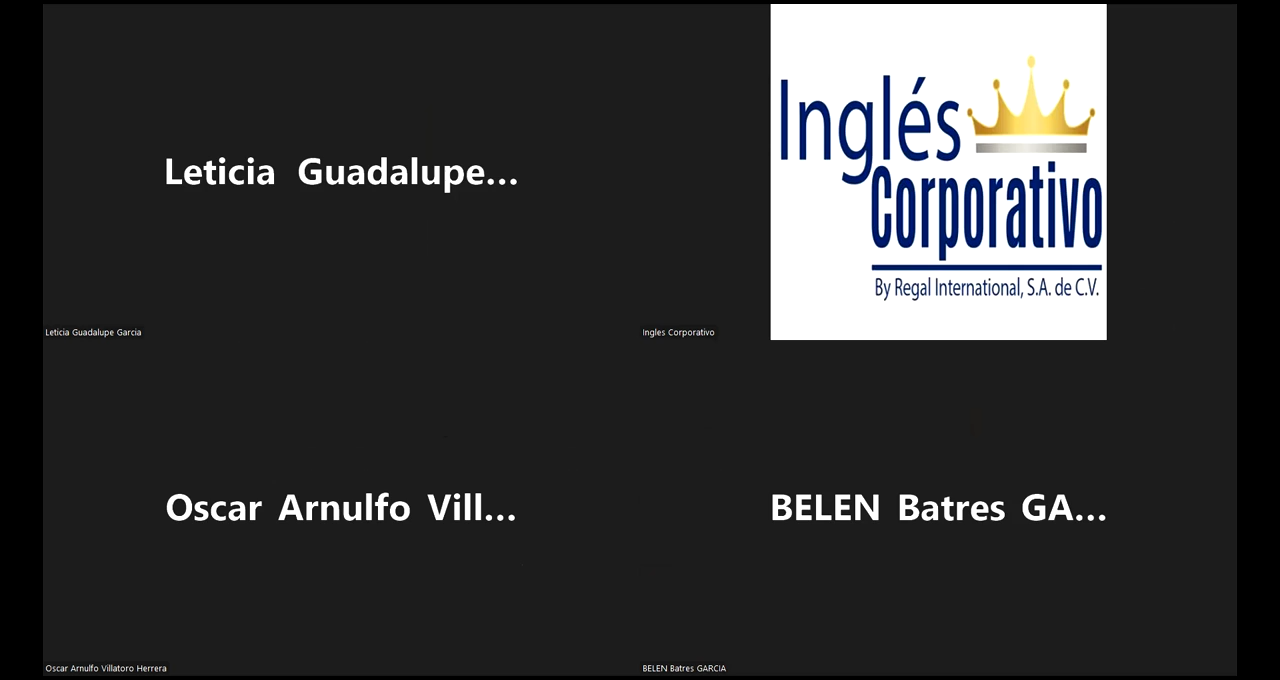 Leticia Guadalupe...
Leticia Guadalupe Garcia
Inglés
Corporativo
By Regal International, S.A. de C.V.
Ingles Corporativo
Oscar Arnulfo Vill...
Oscar Arnulfo Villatoro Herrera
BELEN Batres GA...
BELEN Batres GARCIA